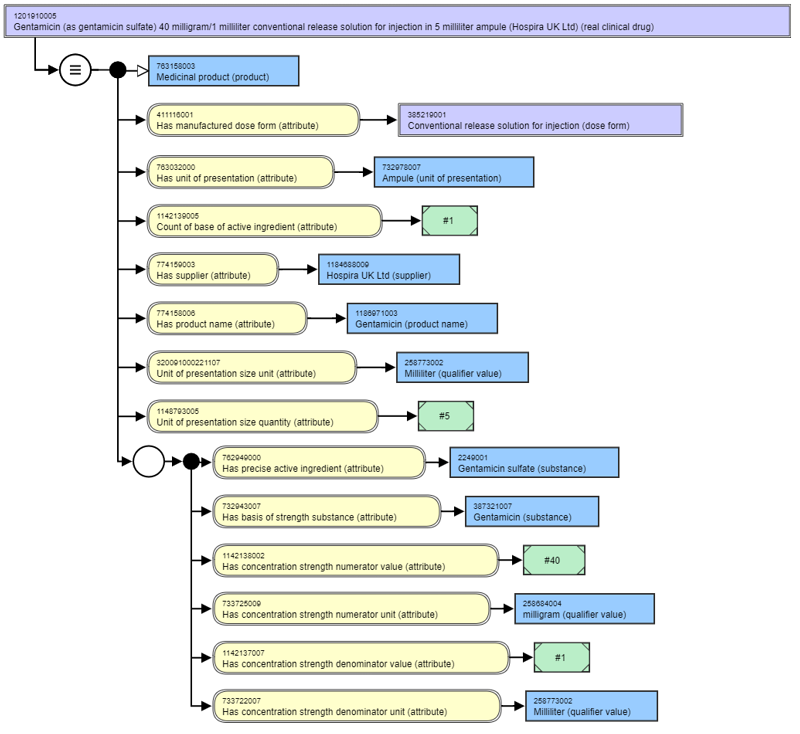 1201910005
Gentamicin (as gentamicin sulfate) 40 milligram/1 milliliter conventional release solution for injection in 5 milliliter ampule (Hospira UK Ltd) (real clinical drug)
763158003
Medicinal product (product)
411116001
Has manufactured dose form (attribute)
385219001
Conventional release solution for injection (dose form)
763032000
Has unit of presentation (attribute)
732978007
Ampule (unit of presentation)
1142139005
Count of base of active ingredient (attribute)
#1
774159003
Has supplier (attribute)
1184688009
Hospira UK Ltd (supplier)
774158006
Has product name (attribute)
1186971003
Gentamicin (product name)
320091000221107
Unit of presentation size unit (attribute)
258773002
Milliliter (qualifier value)
1148793005
Unit of presentation size quantity (attribute)
#5
762949000
Has precise active ingredient (attribute)
2249001
Gentamicin sulfate (substance)
732943007
Has basis of strength substance (attribute)
387321007
Gentamicin (substance)
1142138002
Has concentration strength numerator value (attribute)
#40
733725009
Has concentration strength numerator unit (attribute)
258684004
milligram (qualifier value)
1142137007
Has concentration strength denominator value (attribute)
#1
733722007
Has concentration strength denominator unit (attribute)
258773002
Milliliter (qualifier value)